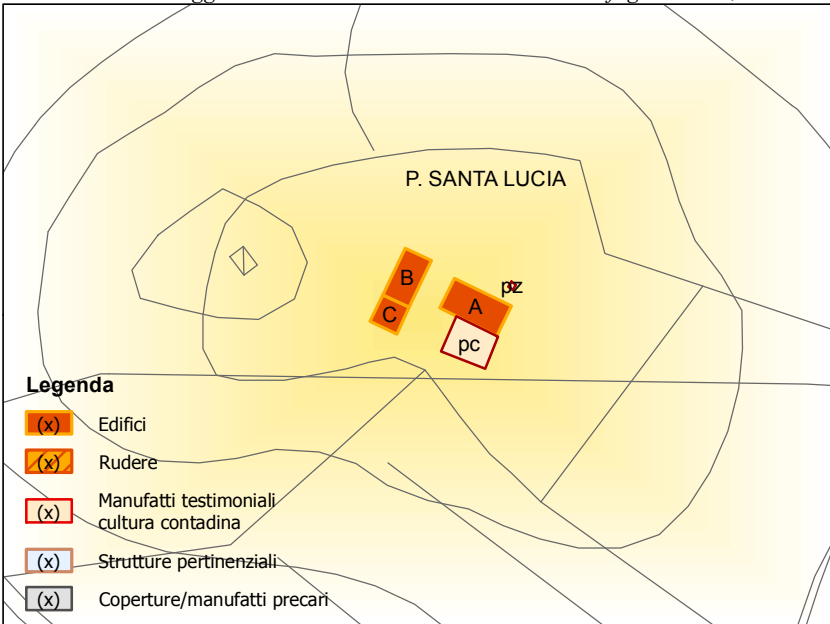 P. SANTA LUCIA
B
pz
A
C
pc
Legenda
(x) Edifici
(x) Rudere
(x) Manufatti testimoniali
cultura contadina
(x) Strutture pertinenziali
(x) Coperture/manufatti precari